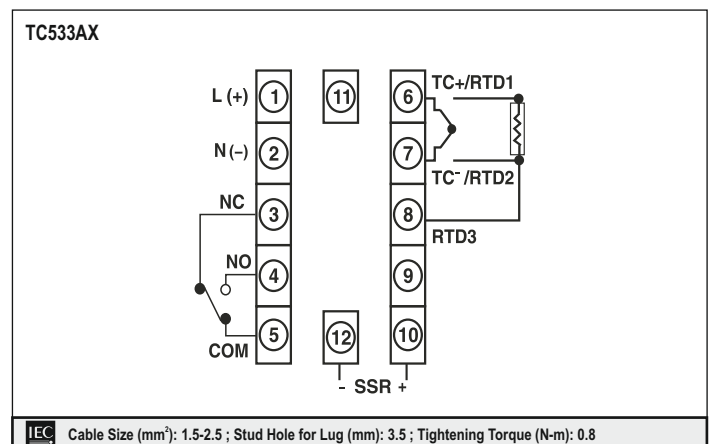 TC533AX
L (+) 1 11 6 TC+/RTD1
N (–) 2 7 TC⁻ /RTD2
NC 3 8 RTD3
NO 4 9
COM 5 12 10
- SSR +
IEC Cable Size (mm²): 1.5-2.5 ; Stud Hole for Lug (mm): 3.5 ; Tightening Torque (N-m): 0.8